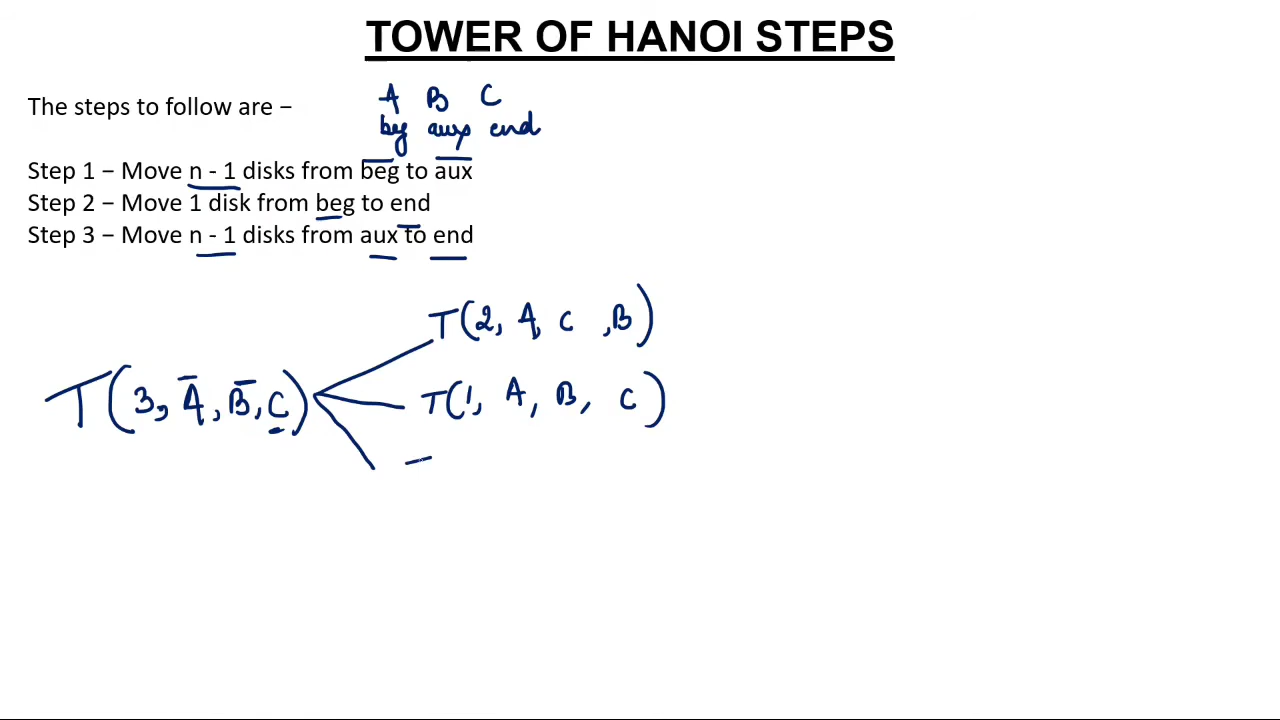 TOWER OF HANOI STEPS
The steps to follow are −
A B C
beg aux end
Step 1 − Move n - 1 disks from beg to aux
Step 2 − Move 1 disk from beg to end
Step 3 − Move n - 1 disks from aux to end
T(2, A, C ,B)
T(3, A, B, C)
T(1, A, B, C)